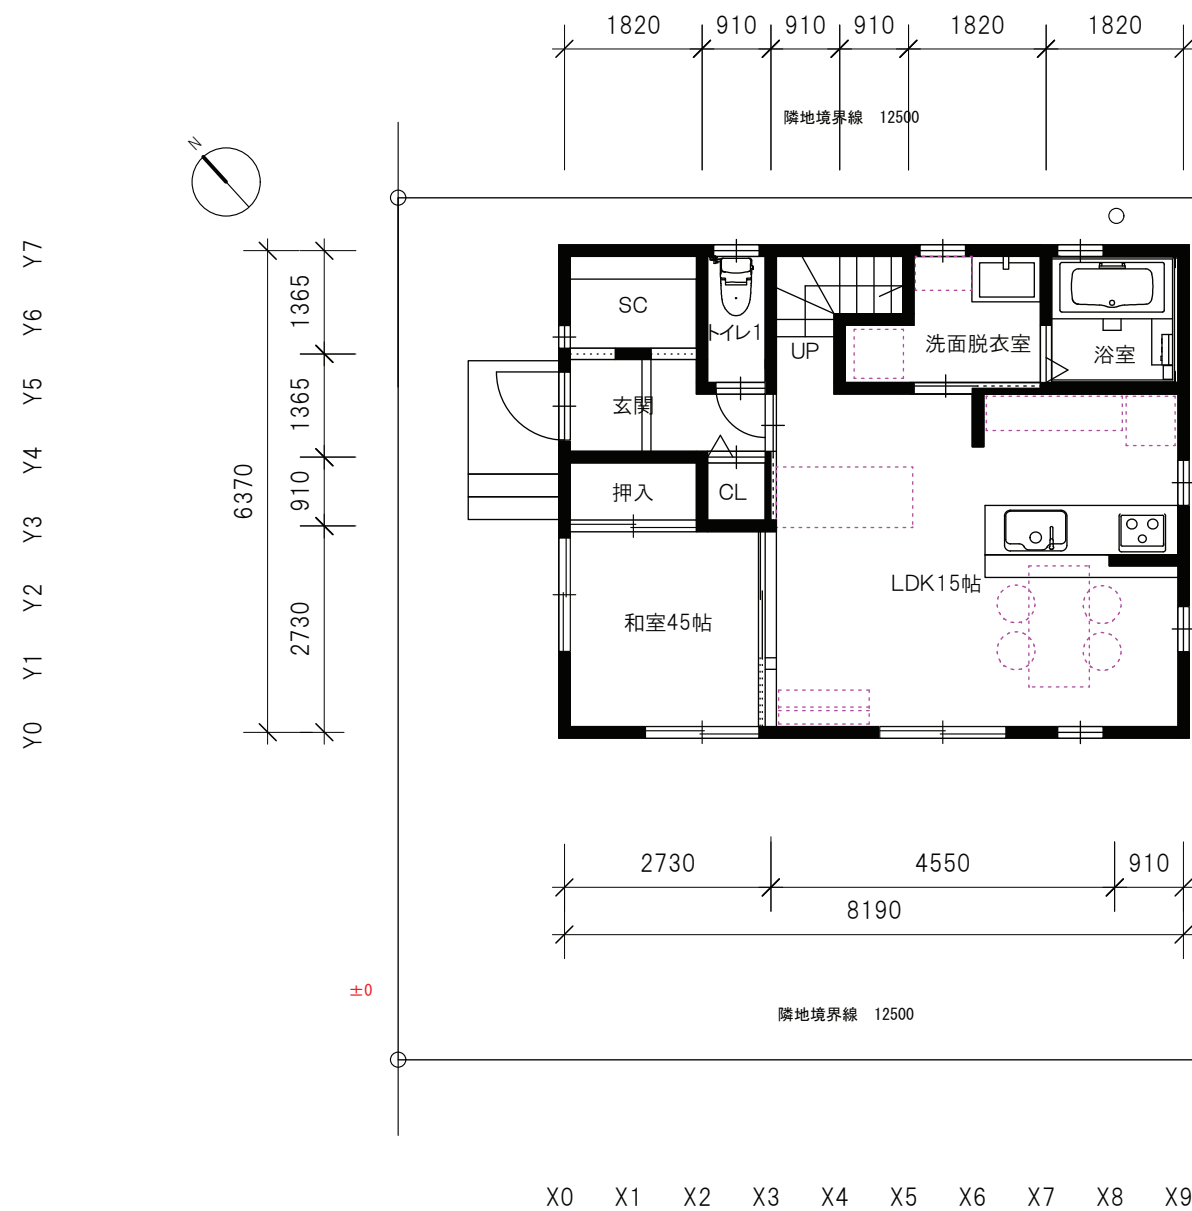 1820 910 910 910 1820 1820
隣地境界線 12500
N
Y7
Y6
Y5
Y4
Y3
Y2
Y1
Y0
6370
1365
1365
910
2730
SC
トイレ1
UP
洗面脱衣室
浴室
玄関
押入
CL
LDK15帖
和室45帖
2730 4550 910
8190
±0
隣地境界線 12500
X0 X1 X2 X3 X4 X5 X6 X7 X8 X9